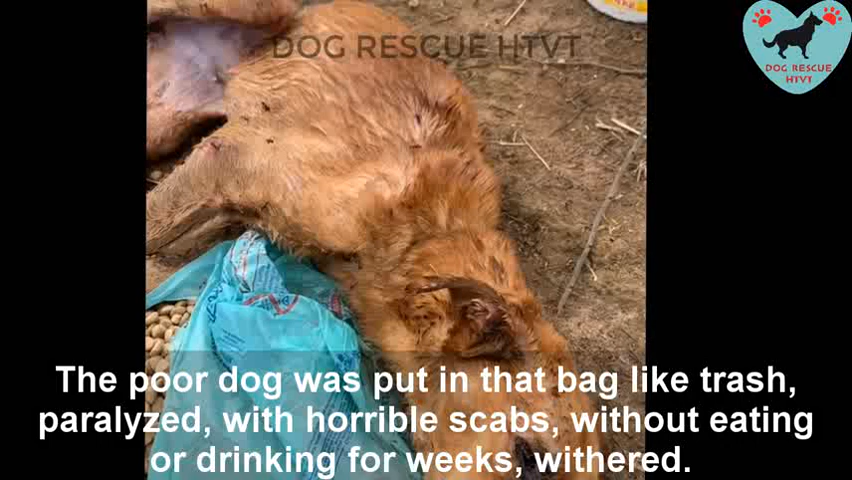 DOG RESCUE HTVT
DOG RESCUE
HTVT
The poor dog was put in that bag like trash,
paralyzed, with horrible scabs, without eating
or drinking for weeks, withered.